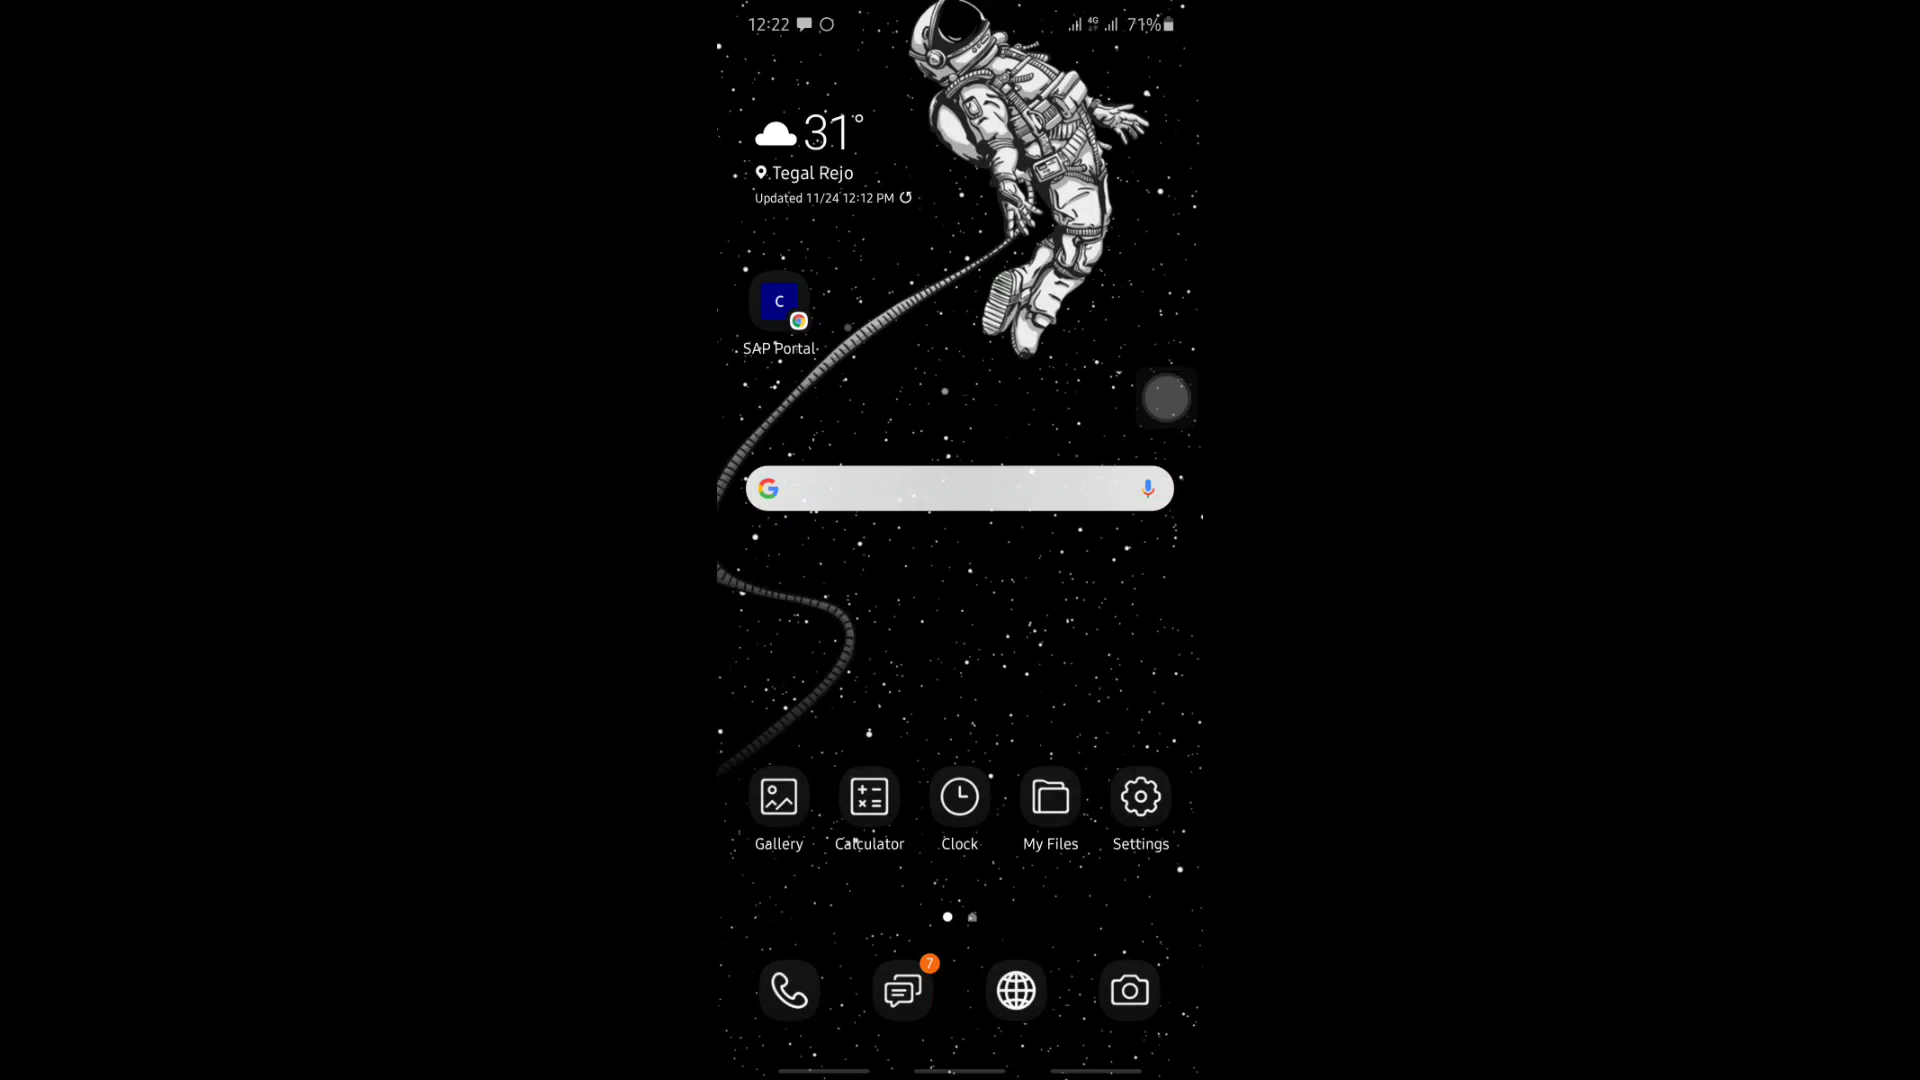 12:22
4G
71%
31°
Tegal Rejo
Updated 11/24 12:12 PM
C
SAP Portal
G
Gallery
Calculator
Clock
My Files
Settings
7